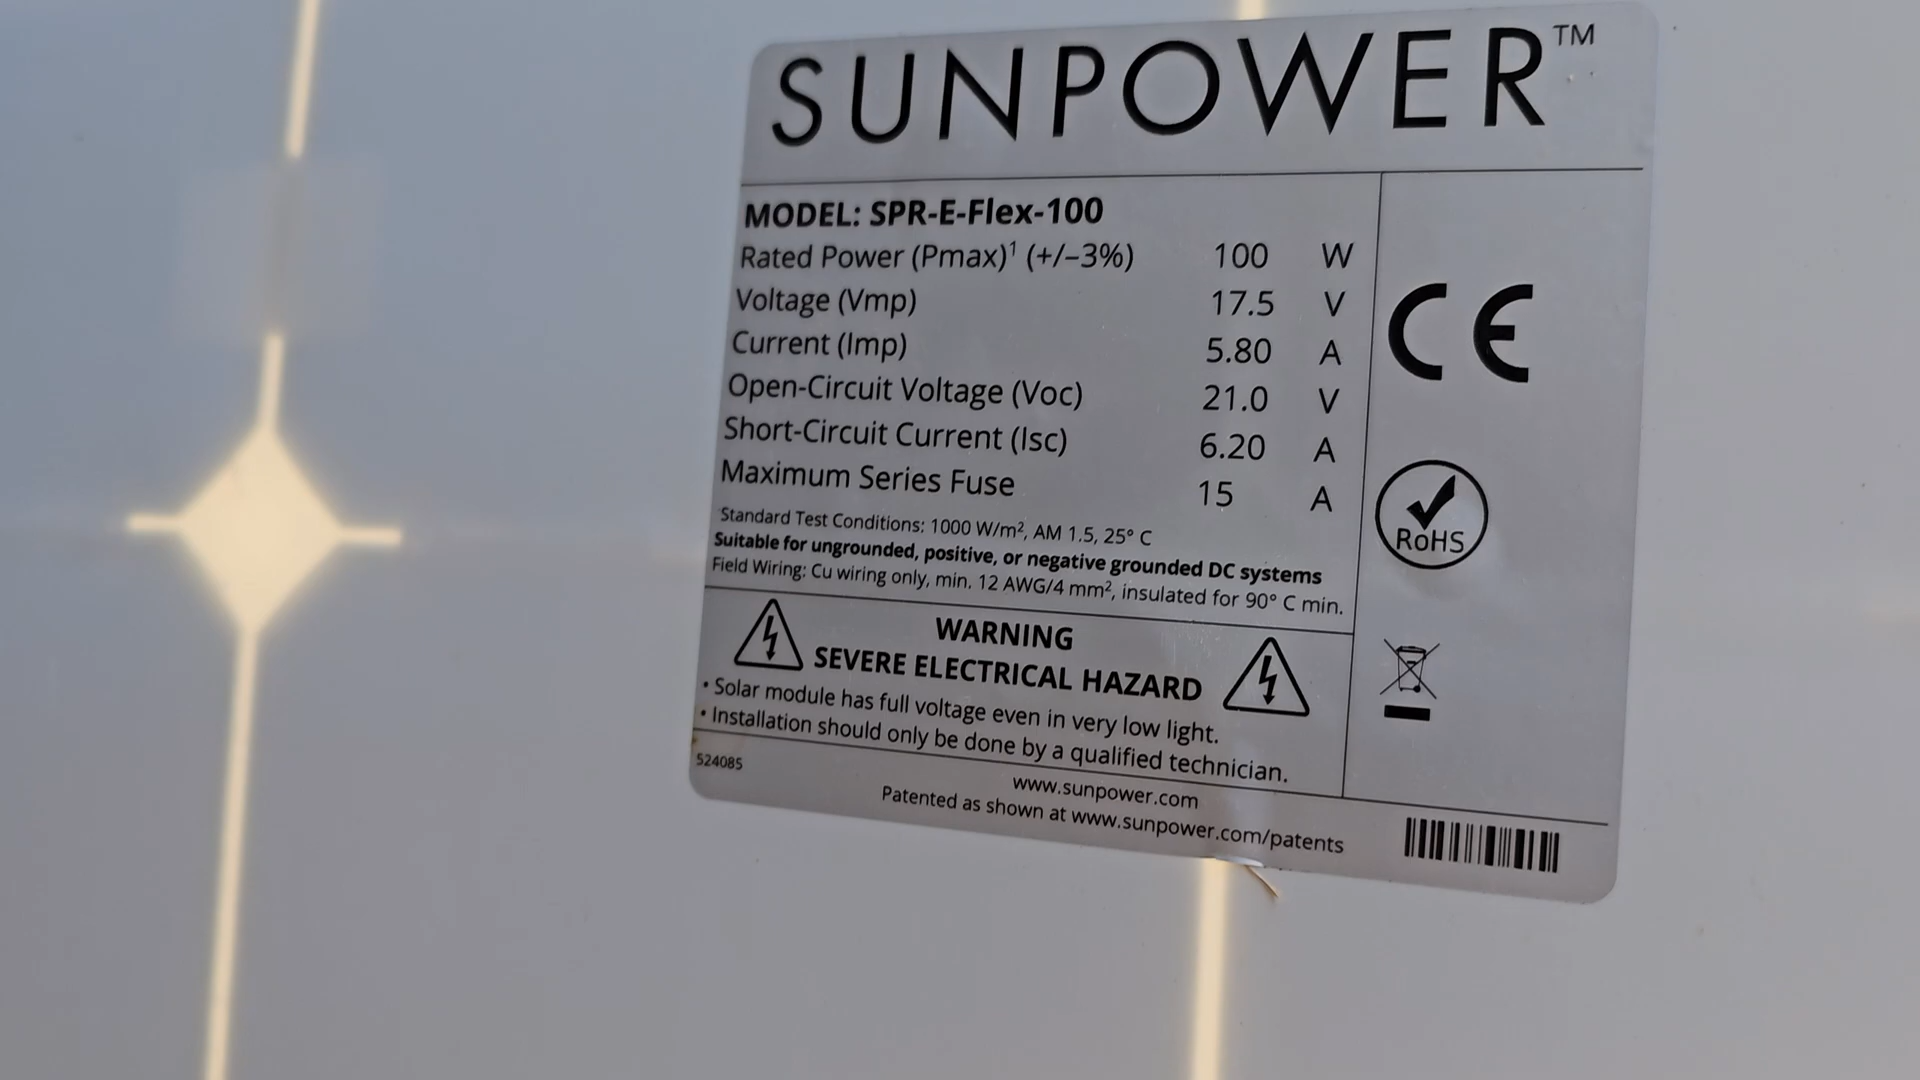 SUNPOWER™
MODEL: SPR-E-Flex-100
Rated Power (Pmax)¹ (+/–3%) 100 W
Voltage (Vmp) 17.5 V
Current (Imp) 5.80 A
Open-Circuit Voltage (Voc) 21.0 V
Short-Circuit Current (Isc) 6.20 A
Maximum Series Fuse 15 A
Standard Test Conditions: 1000 W/m², AM 1.5, 25° C
Suitable for ungrounded, positive, or negative grounded DC systems
Field Wiring: Cu wiring only, min. 12 AWG/4 mm², insulated for 90° C min.
CE
RoHS
WARNING
SEVERE ELECTRICAL HAZARD
• Solar module has full voltage even in very low light.
• Installation should only be done by a qualified technician.
524085
www.sunpower.com
Patented as shown at www.sunpower.com/patents